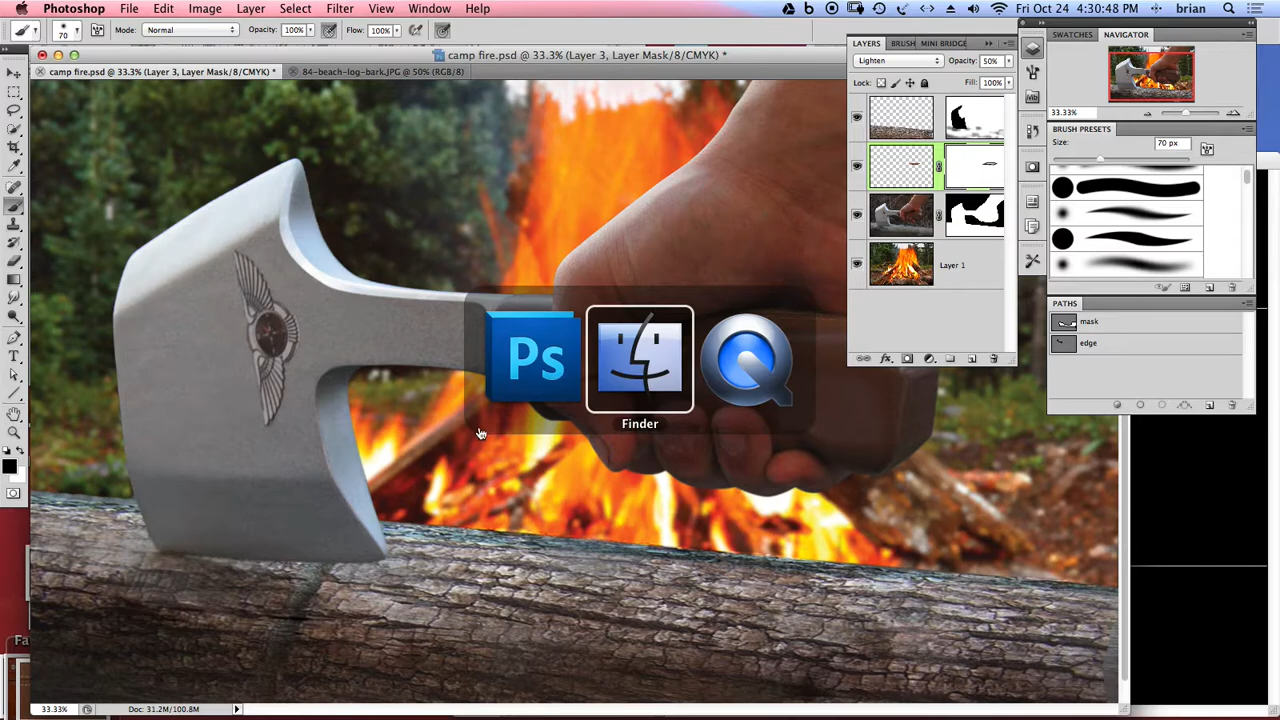 Photoshop File Edit Image Layer Select Filter View Window Help Fri Oct 24 4:30:48 PM brian
70 Mode: Normal Opacity: 100% Flow: 100%
camp fire.psd @ 33.3% (Layer 3, Layer Mask/8/CMYK) *
camp fire.psd @ 33.3% (Layer 3, Layer Mask/8/CMYK) * 84-beach-log-bark.JPG @ 50% (RGB/8)
LAYERS BRUSH MINI BRIDGE
Lighten Opacity: 50%
Lock: Fill: 100%
Layer 1
SWATCHES NAVIGATOR
33.33%
BRUSH PRESETS
Size: 70 px
PATHS
mask
edge
Ps
Finder
Fa
33.33% Doc: 31.2M/100.8M